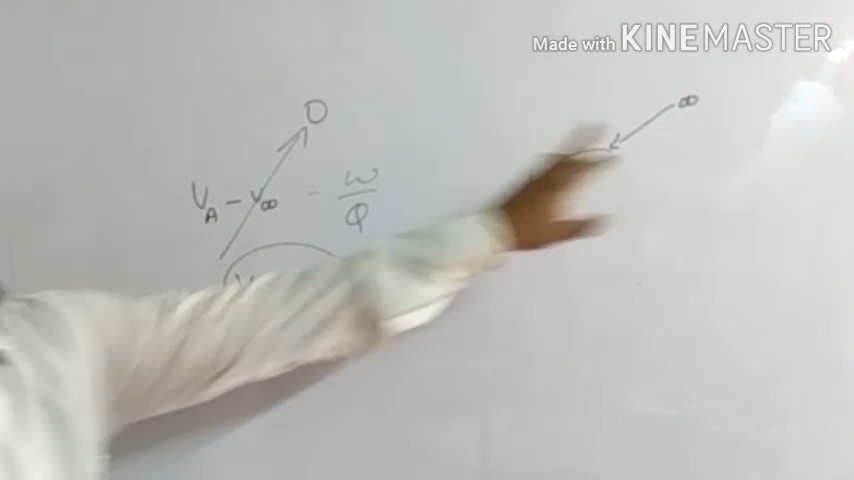 Made with KINEMASTER
O
∞
V_A - V_∞ = W/Q